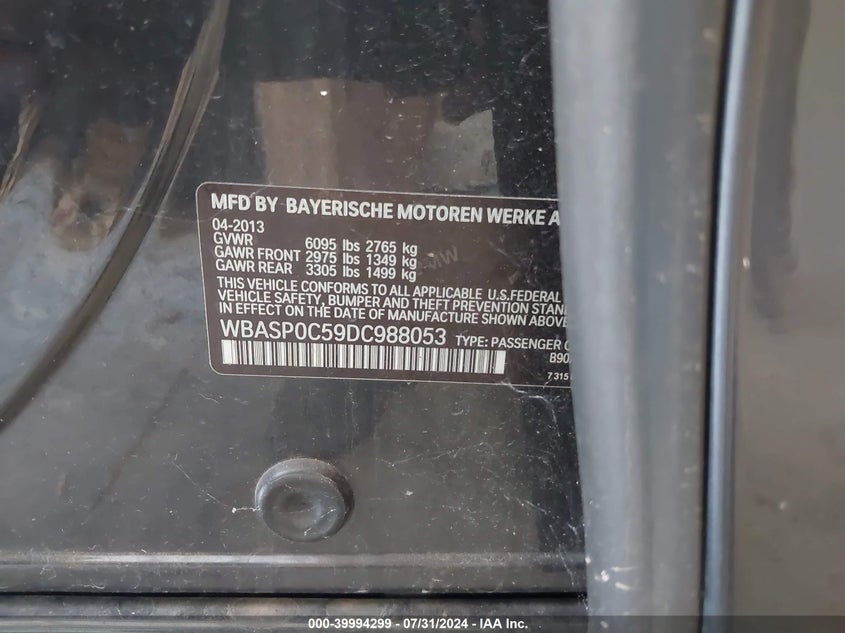 MFD BY BAYERISCHE MOTOREN WERKE A
04-2013
GVWR 6095 lbs 2765 kg
GAWR FRONT 2975 lbs 1349 kg
GAWR REAR 3305 lbs 1499 kg
THIS VEHICLE CONFORMS TO ALL APPLICABLE U.S.FEDERAL
VEHICLE SAFETY, BUMPER AND THEFT PREVENTION STAN
IN EFFECT ON THE DATE OF MANUFACTURE SHOWN ABOVE
WBASP0C59DC988053 TYPE: PASSENGER
B90
7 315
000-39994299 - 07/31/2024 - IAA Inc.